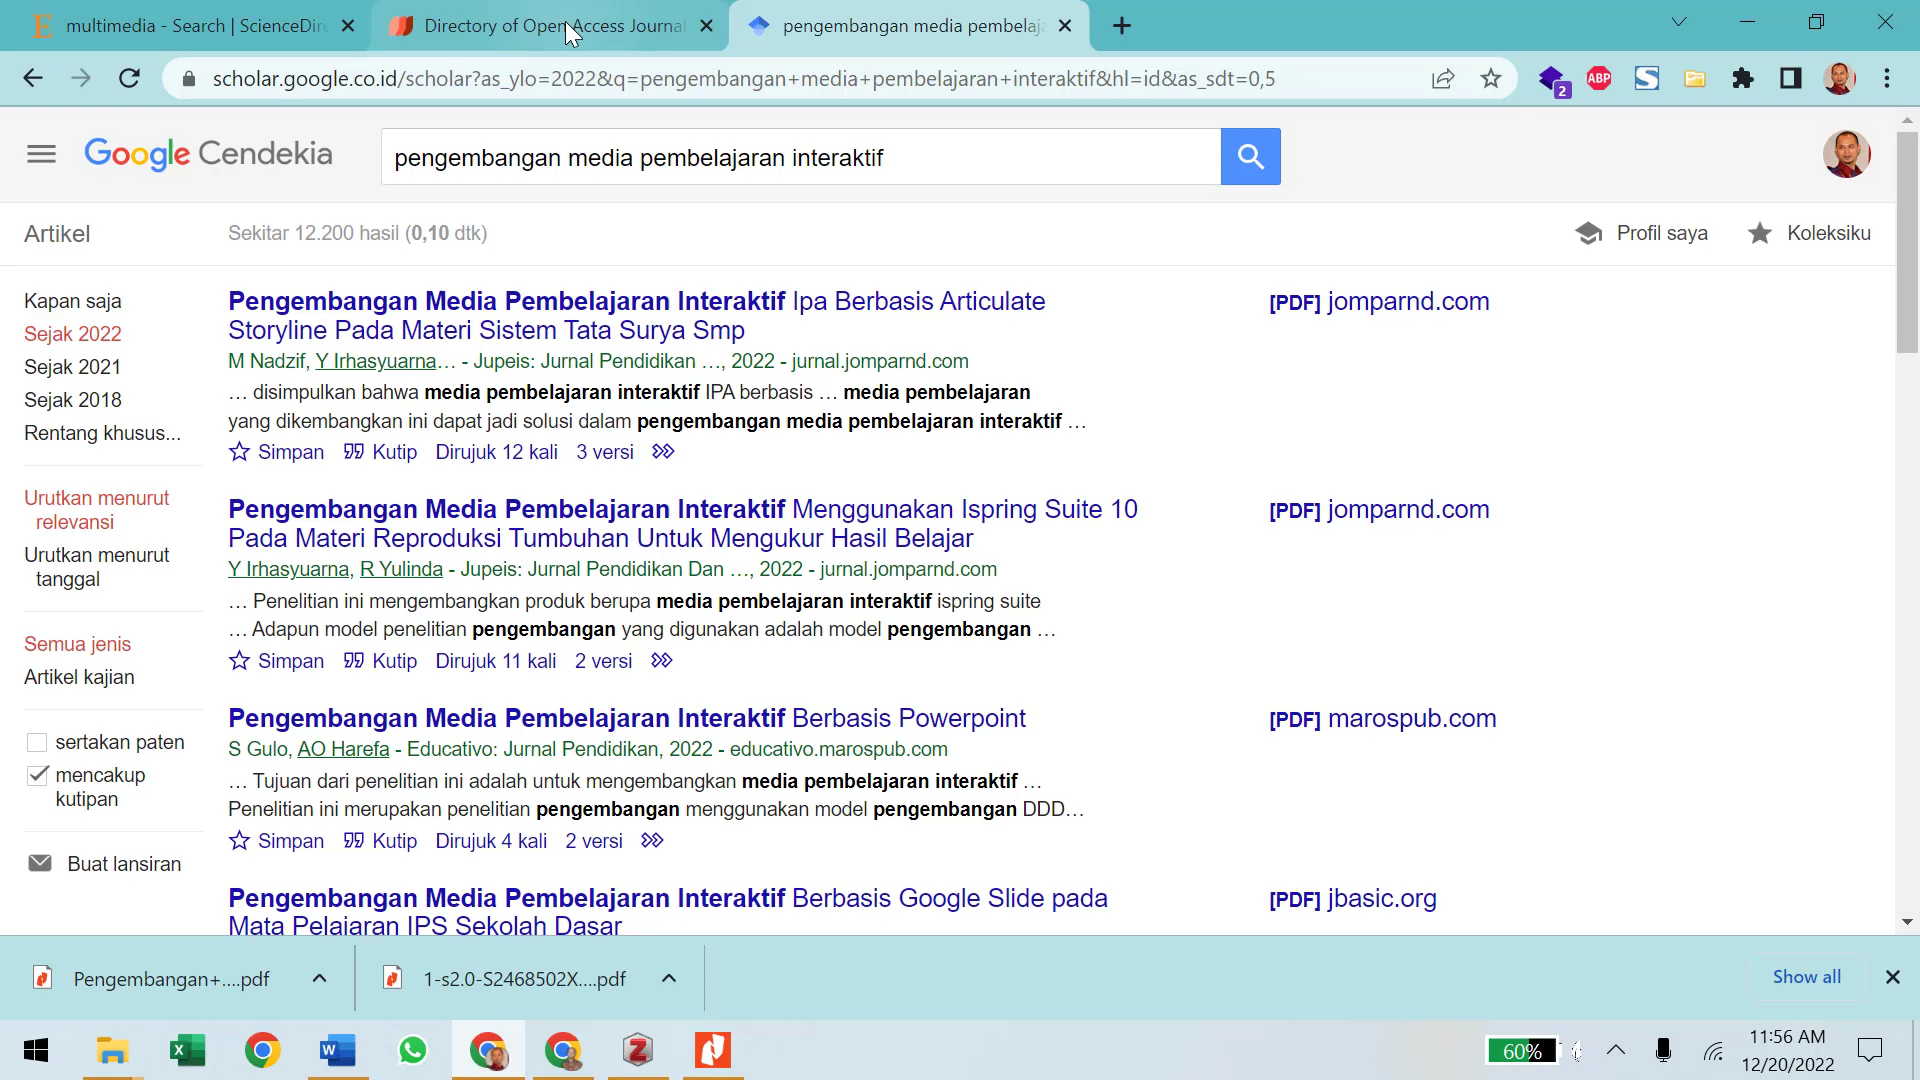 multimedia - Search | ScienceDire
Directory of Open Access Journal
pengembangan media pembelaja
scholar.google.co.id/scholar?as_ylo=2022&q=pengembangan+media+pembelajaran+interaktif&hl=id&as_sdt=0,5
2
ABP
Google Cendekia
pengembangan media pembelajaran interaktif
Artikel
Sekitar 12.200 hasil (0,10 dtk)
Profil saya
Koleksiku
Kapan saja
Sejak 2022
Sejak 2021
Sejak 2018
Rentang khusus...
Urutkan menurut
relevansi
Urutkan menurut
tanggal
Semua jenis
Artikel kajian
sertakan paten
mencakup
kutipan
Buat lansiran
Pengembangan Media Pembelajaran Interaktif Ipa Berbasis Articulate
Storyline Pada Materi Sistem Tata Surya Smp
M Nadzif, Y Irhasyuarna… - Jupeis: Jurnal Pendidikan …, 2022 - jurnal.jomparnd.com
… disimpulkan bahwa media pembelajaran interaktif IPA berbasis … media pembelajaran
yang dikembangkan ini dapat jadi solusi dalam pengembangan media pembelajaran interaktif …
Simpan Kutip Dirujuk 12 kali 3 versi
[PDF] jomparnd.com
Pengembangan Media Pembelajaran Interaktif Menggunakan Ispring Suite 10
Pada Materi Reproduksi Tumbuhan Untuk Mengukur Hasil Belajar
Y Irhasyuarna, R Yulinda - Jupeis: Jurnal Pendidikan Dan …, 2022 - jurnal.jomparnd.com
… Penelitian ini mengembangkan produk berupa media pembelajaran interaktif ispring suite
… Adapun model penelitian pengembangan yang digunakan adalah model pengembangan …
Simpan Kutip Dirujuk 11 kali 2 versi
[PDF] jomparnd.com
Pengembangan Media Pembelajaran Interaktif Berbasis Powerpoint
S Gulo, AO Harefa - Educativo: Jurnal Pendidikan, 2022 - educativo.marospub.com
… Tujuan dari penelitian ini adalah untuk mengembangkan media pembelajaran interaktif …
Penelitian ini merupakan penelitian pengembangan menggunakan model pengembangan DDD…
Simpan Kutip Dirujuk 4 kali 2 versi
[PDF] marospub.com
Pengembangan Media Pembelajaran Interaktif Berbasis Google Slide pada
Mata Pelajaran IPS Sekolah Dasar
[PDF] jbasic.org
Pengembangan+....pdf
1-s2.0-S2468502X....pdf
Show all
60%
11:56 AM
12/20/2022